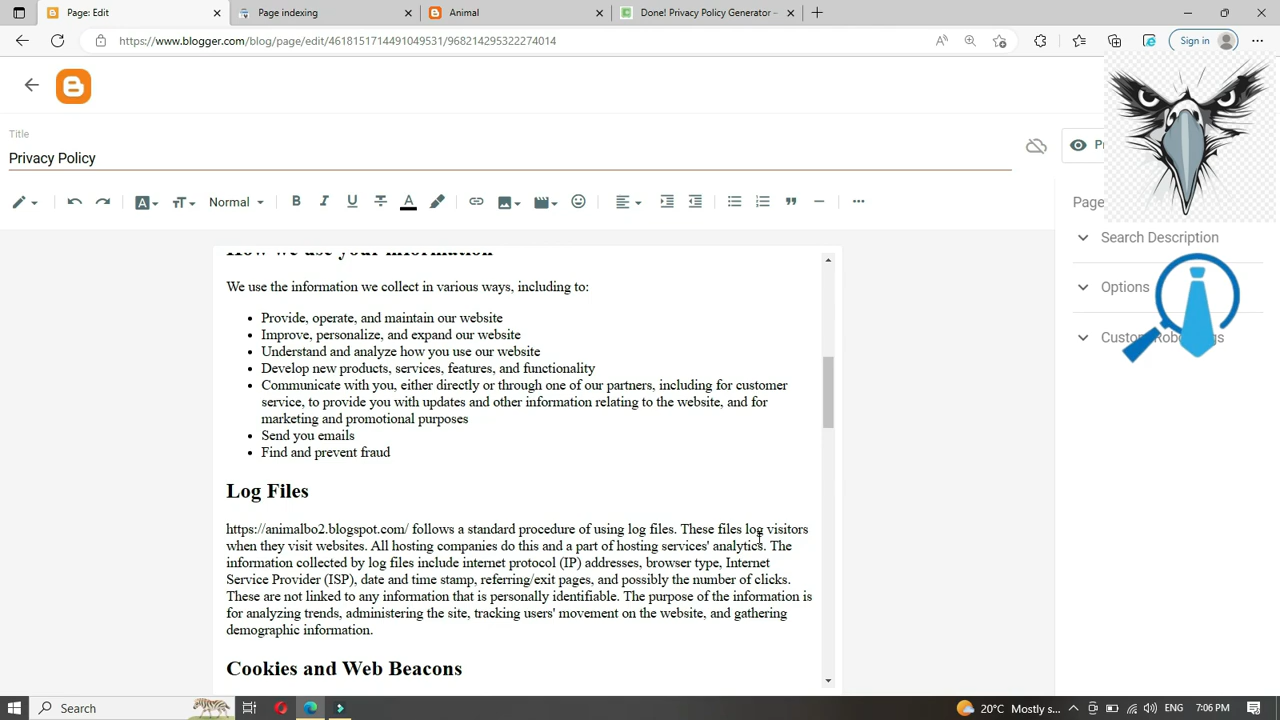 Page: Edit
Page indexing
Animal
Done! Privacy Policy Generator -
https://www.blogger.com/blog/page/edit/4618151714491049531/968214295322274014
Sign in
Title
Privacy Policy
Normal
Page
Search Description
Options
How we use your information
We use the information we collect in various ways, including to:
Provide, operate, and maintain our website
Improve, personalize, and expand our website
Understand and analyze how you use our website
Develop new products, services, features, and functionality
Communicate with you, either directly or through one of our partners, including for customer
service, to provide you with updates and other information relating to the website, and for
marketing and promotional purposes
Send you emails
Find and prevent fraud
Log Files
https://animalbo2.blogspot.com/ follows a standard procedure of using log files. These files log visitors
when they visit websites. All hosting companies do this and a part of hosting services' analytics. The
information collected by log files include internet protocol (IP) addresses, browser type, Internet
Service Provider (ISP), date and time stamp, referring/exit pages, and possibly the number of clicks.
These are not linked to any information that is personally identifiable. The purpose of the information is
for analyzing trends, administering the site, tracking users' movement on the website, and gathering
demographic information.
Cookies and Web Beacons
Search
20°C Mostly s...
ENG
7:06 PM